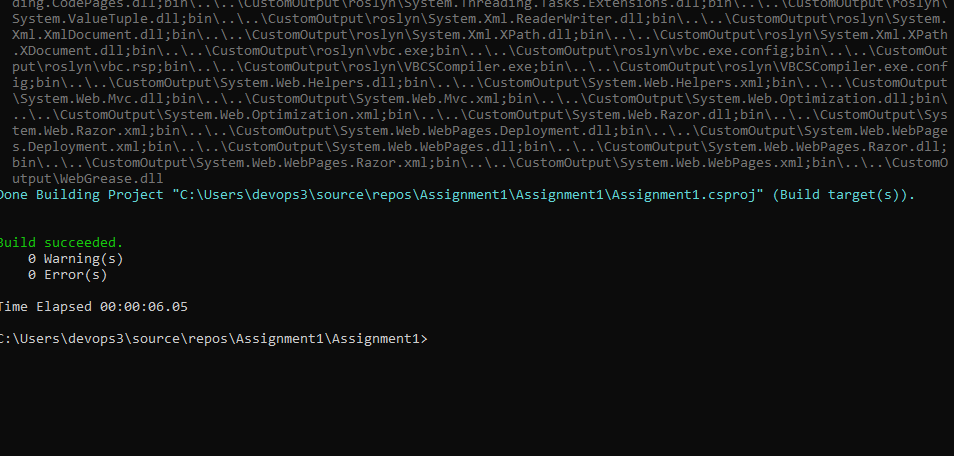 ding.CodePages.dll;bin\..\..\CustomOutput\roslyn\System.Threading.Tasks.Extensions.dll;bin\..\..\CustomOutput\roslyn\
System.ValueTuple.dll;bin\..\..\CustomOutput\roslyn\System.Xml.ReaderWriter.dll;bin\..\..\CustomOutput\roslyn\System.
Xml.XmlDocument.dll;bin\..\..\CustomOutput\roslyn\System.Xml.XPath.dll;bin\..\..\CustomOutput\roslyn\System.Xml.XPath
.XDocument.dll;bin\..\..\CustomOutput\roslyn\vbc.exe;bin\..\..\CustomOutput\roslyn\vbc.exe.config;bin\..\..\CustomOut
put\roslyn\vbc.rsp;bin\..\..\CustomOutput\roslyn\VBCSCompiler.exe;bin\..\..\CustomOutput\roslyn\VBCSCompiler.exe.conf
ig;bin\..\..\CustomOutput\System.Web.Helpers.dll;bin\..\..\CustomOutput\System.Web.Helpers.xml;bin\..\..\CustomOutput
\System.Web.Mvc.dll;bin\..\..\CustomOutput\System.Web.Mvc.xml;bin\..\..\CustomOutput\System.Web.Optimization.dll;bin\
..\..\CustomOutput\System.Web.Optimization.xml;bin\..\..\CustomOutput\System.Web.Razor.dll;bin\..\..\CustomOutput\Sys
tem.Web.Razor.xml;bin\..\..\CustomOutput\System.Web.WebPages.Deployment.dll;bin\..\..\CustomOutput\System.Web.WebPage
s.Deployment.xml;bin\..\..\CustomOutput\System.Web.WebPages.dll;bin\..\..\CustomOutput\System.Web.WebPages.Razor.dll;
bin\..\..\CustomOutput\System.Web.WebPages.Razor.xml;bin\..\..\CustomOutput\System.Web.WebPages.xml;bin\..\..\CustomO
utput\WebGrease.dll
Done Building Project "C:\Users\devops3\source\repos\Assignment1\Assignment1\Assignment1.csproj" (Build target(s)).
Build succeeded.
0 Warning(s)
0 Error(s)
Time Elapsed 00:00:06.05
C:\Users\devops3\source\repos\Assignment1\Assignment1>